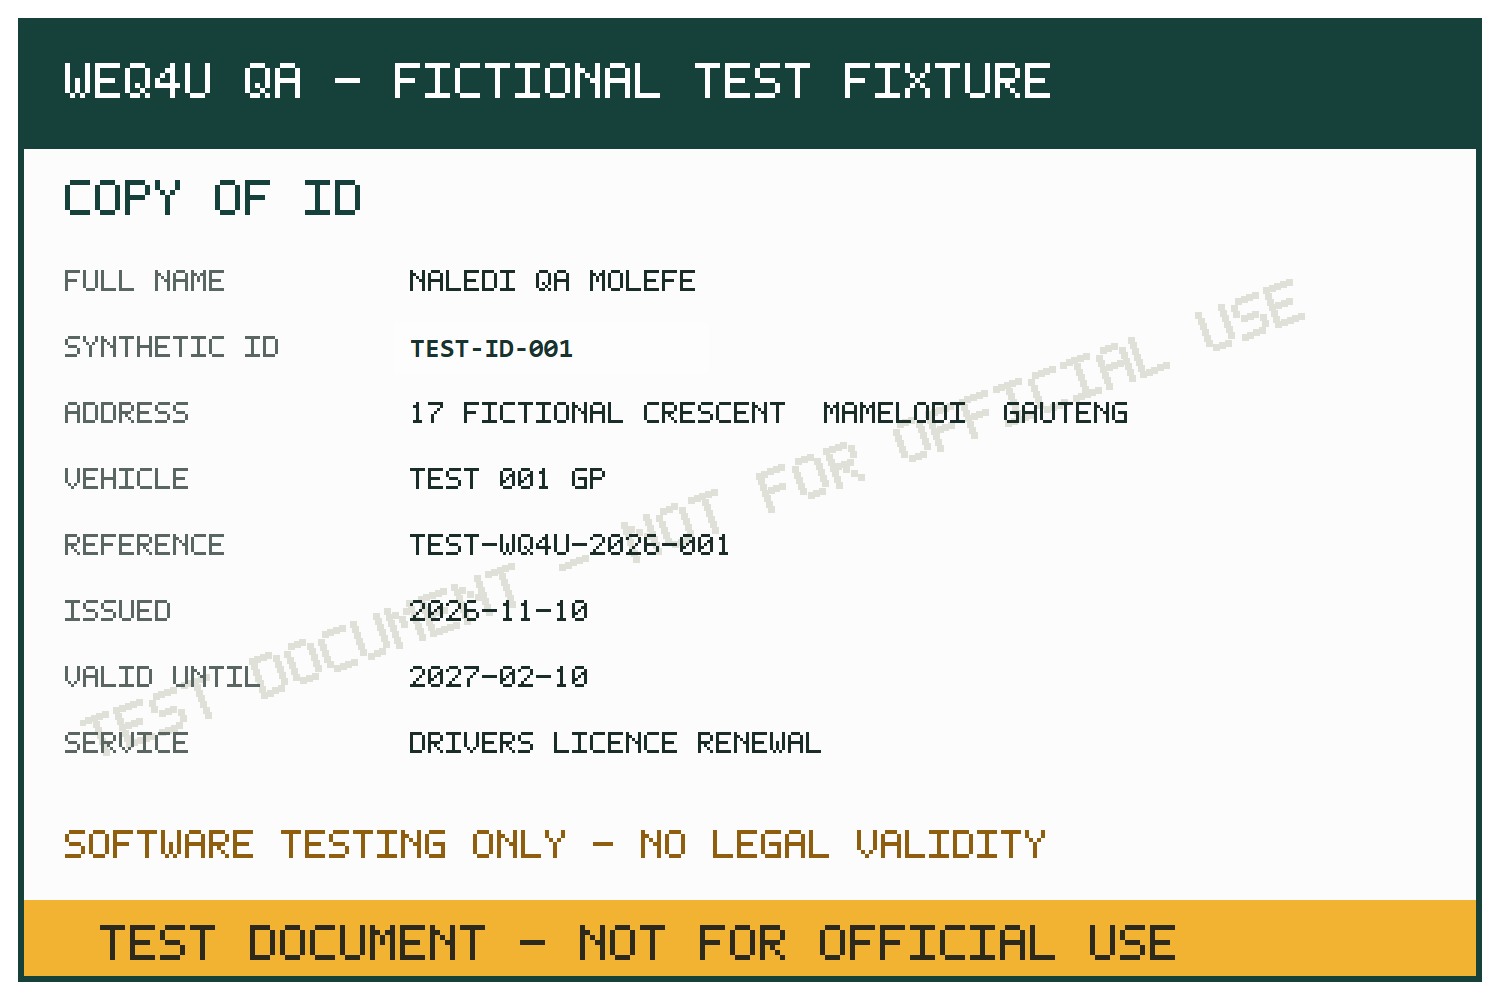 WEQ4U QA - FICTIONAL TEST FIXTURE
COPY OF ID
FULL NAME NALEDI QA MOLEFE
SYNTHETIC ID TEST-ID-001
ADDRESS 17 FICTIONAL CRESCENT MAMELODI GAUTENG
VEHICLE TEST 001 GP
REFERENCE TEST-WQ4U-2026-001
ISSUED 2026-11-10
VALID UNTIL 2027-02-10
SERVICE DRIVERS LICENCE RENEWAL
TEST DOCUMENT - NOT FOR OFFICIAL USE
SOFTWARE TESTING ONLY - NO LEGAL VALIDITY
TEST DOCUMENT - NOT FOR OFFICIAL USE